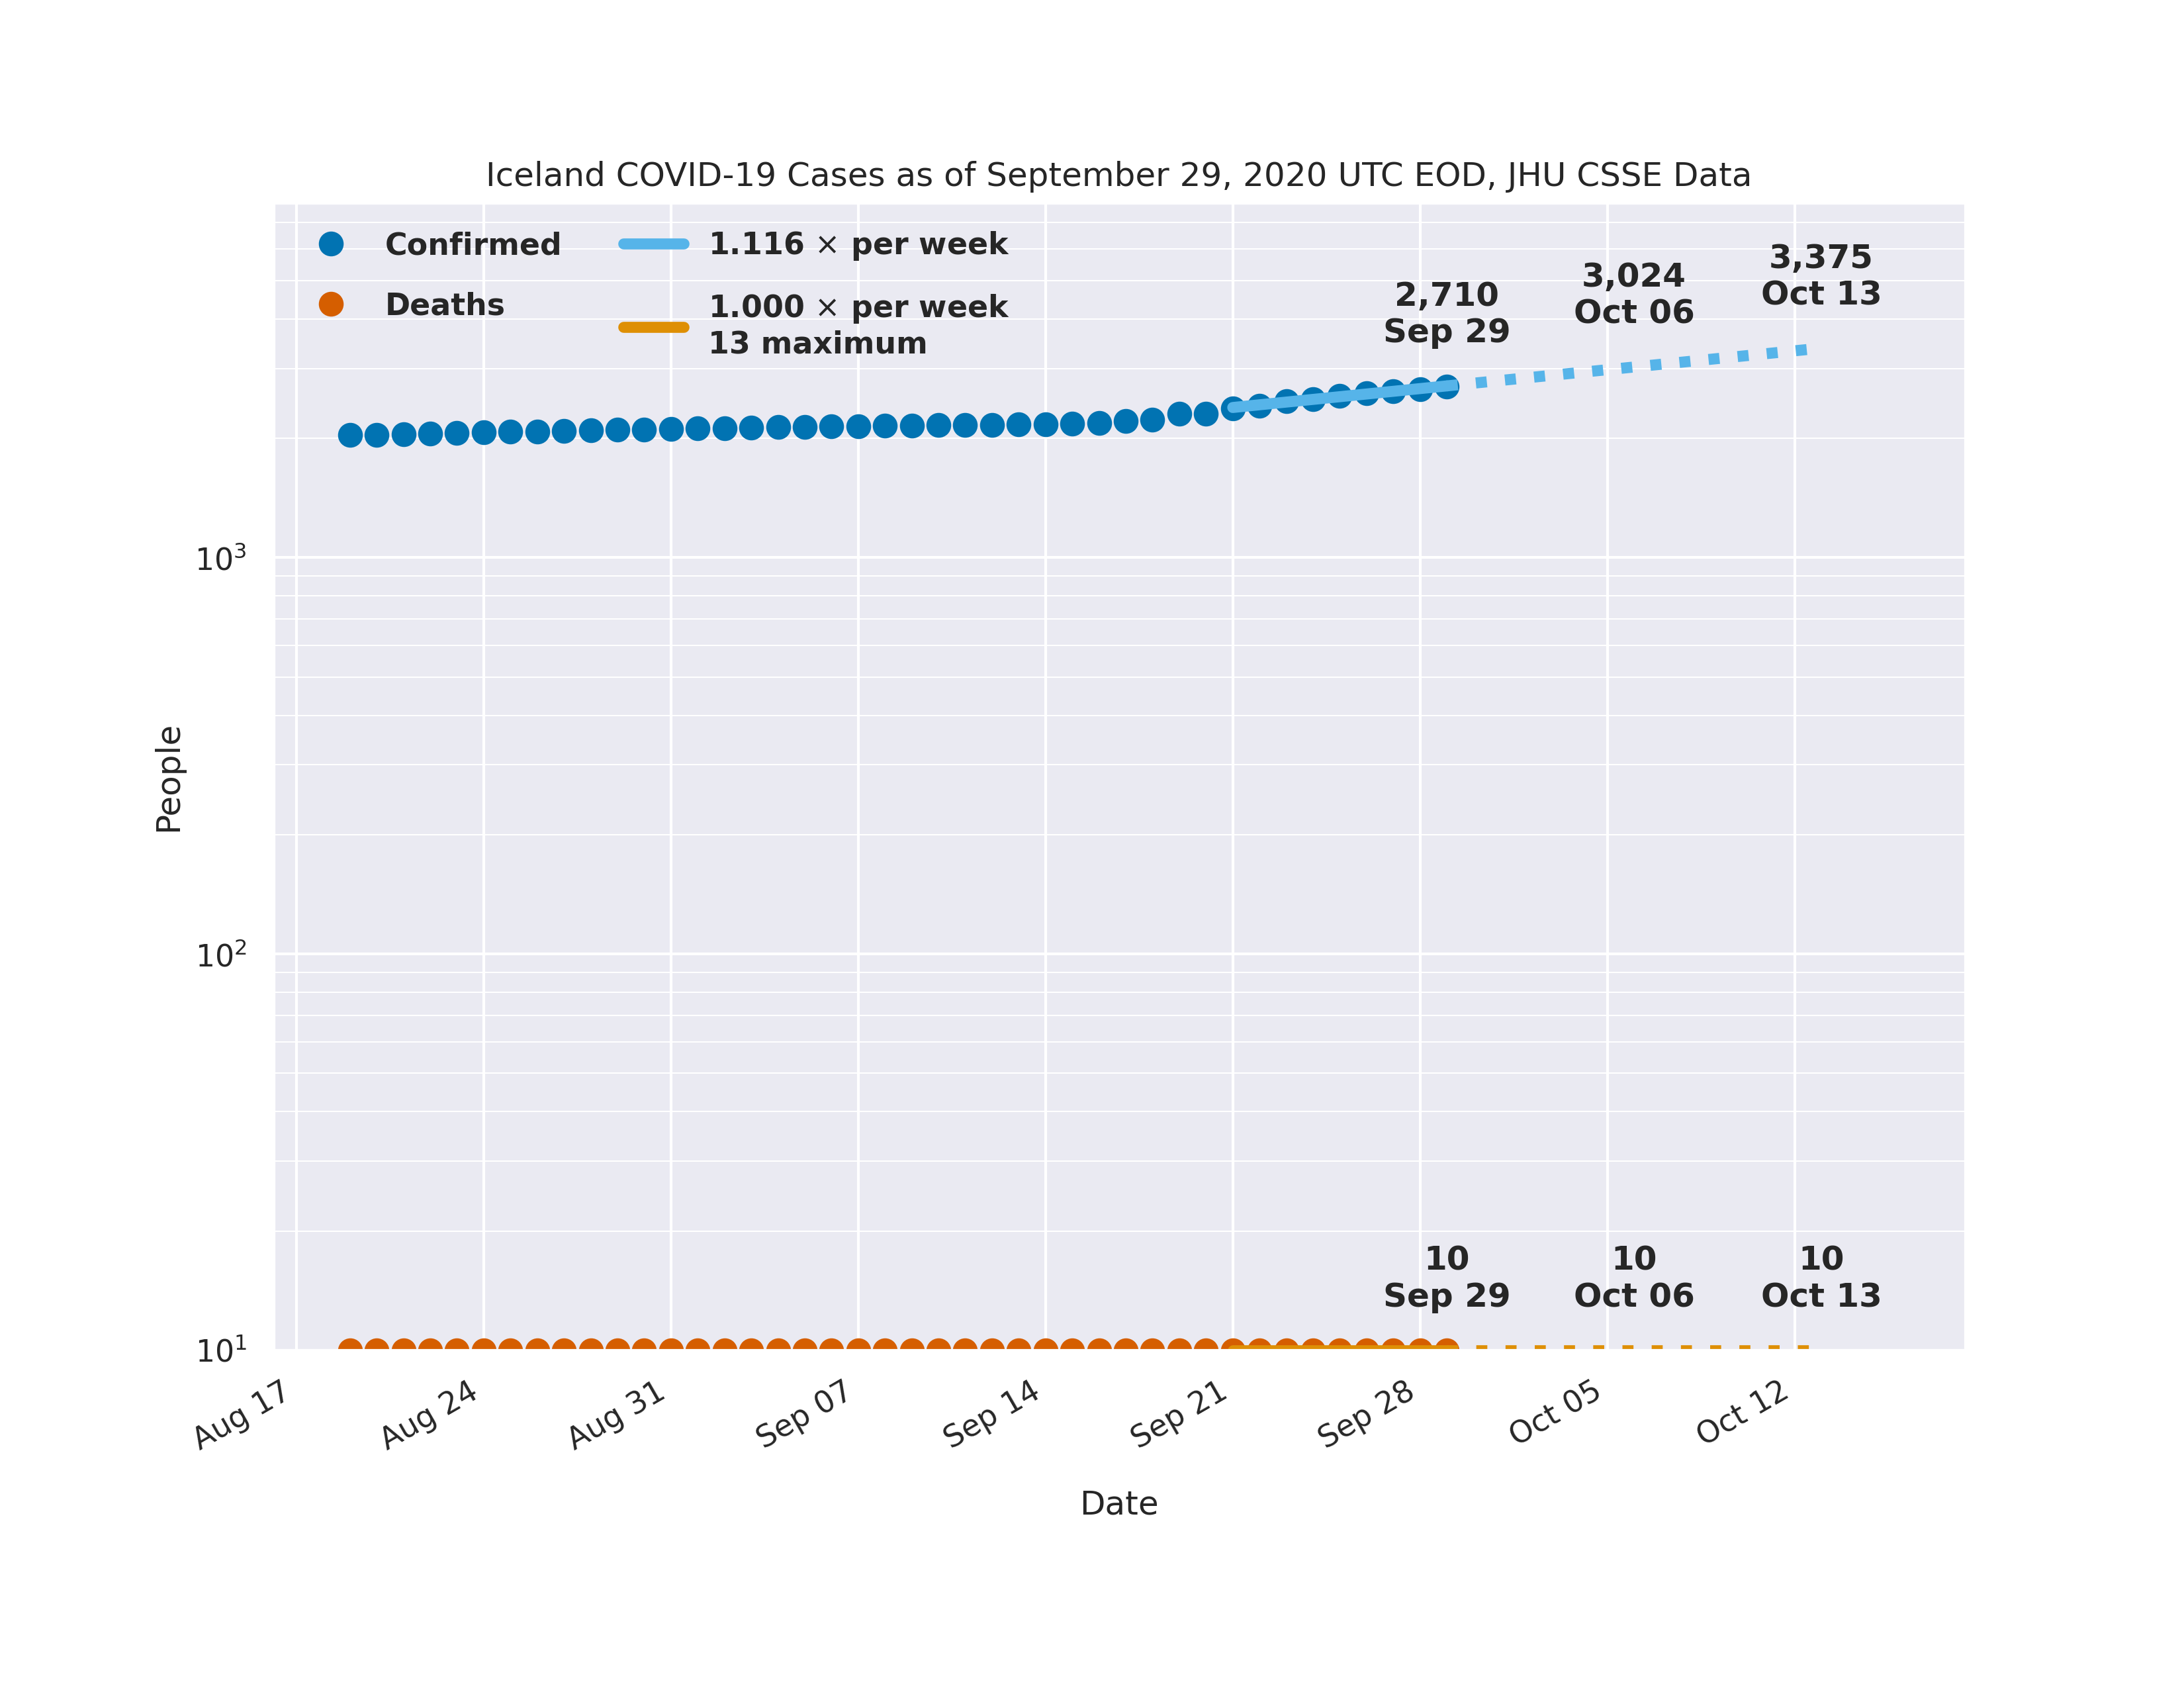 Iceland COVID-19 Cases as of September 29, 2020 UTC EOD, JHU CSSE Data
Confirmed
Deaths
1.116 × per week
1.000 × per week
13 maximum
2,710
Sep 29
3,024
Oct 06
3,375
Oct 13
10³
10²
10¹
People
10
Sep 29
10
Oct 06
10
Oct 13
Aug 17
Aug 24
Aug 31
Sep 07
Sep 14
Sep 21
Sep 28
Oct 05
Oct 12
Date